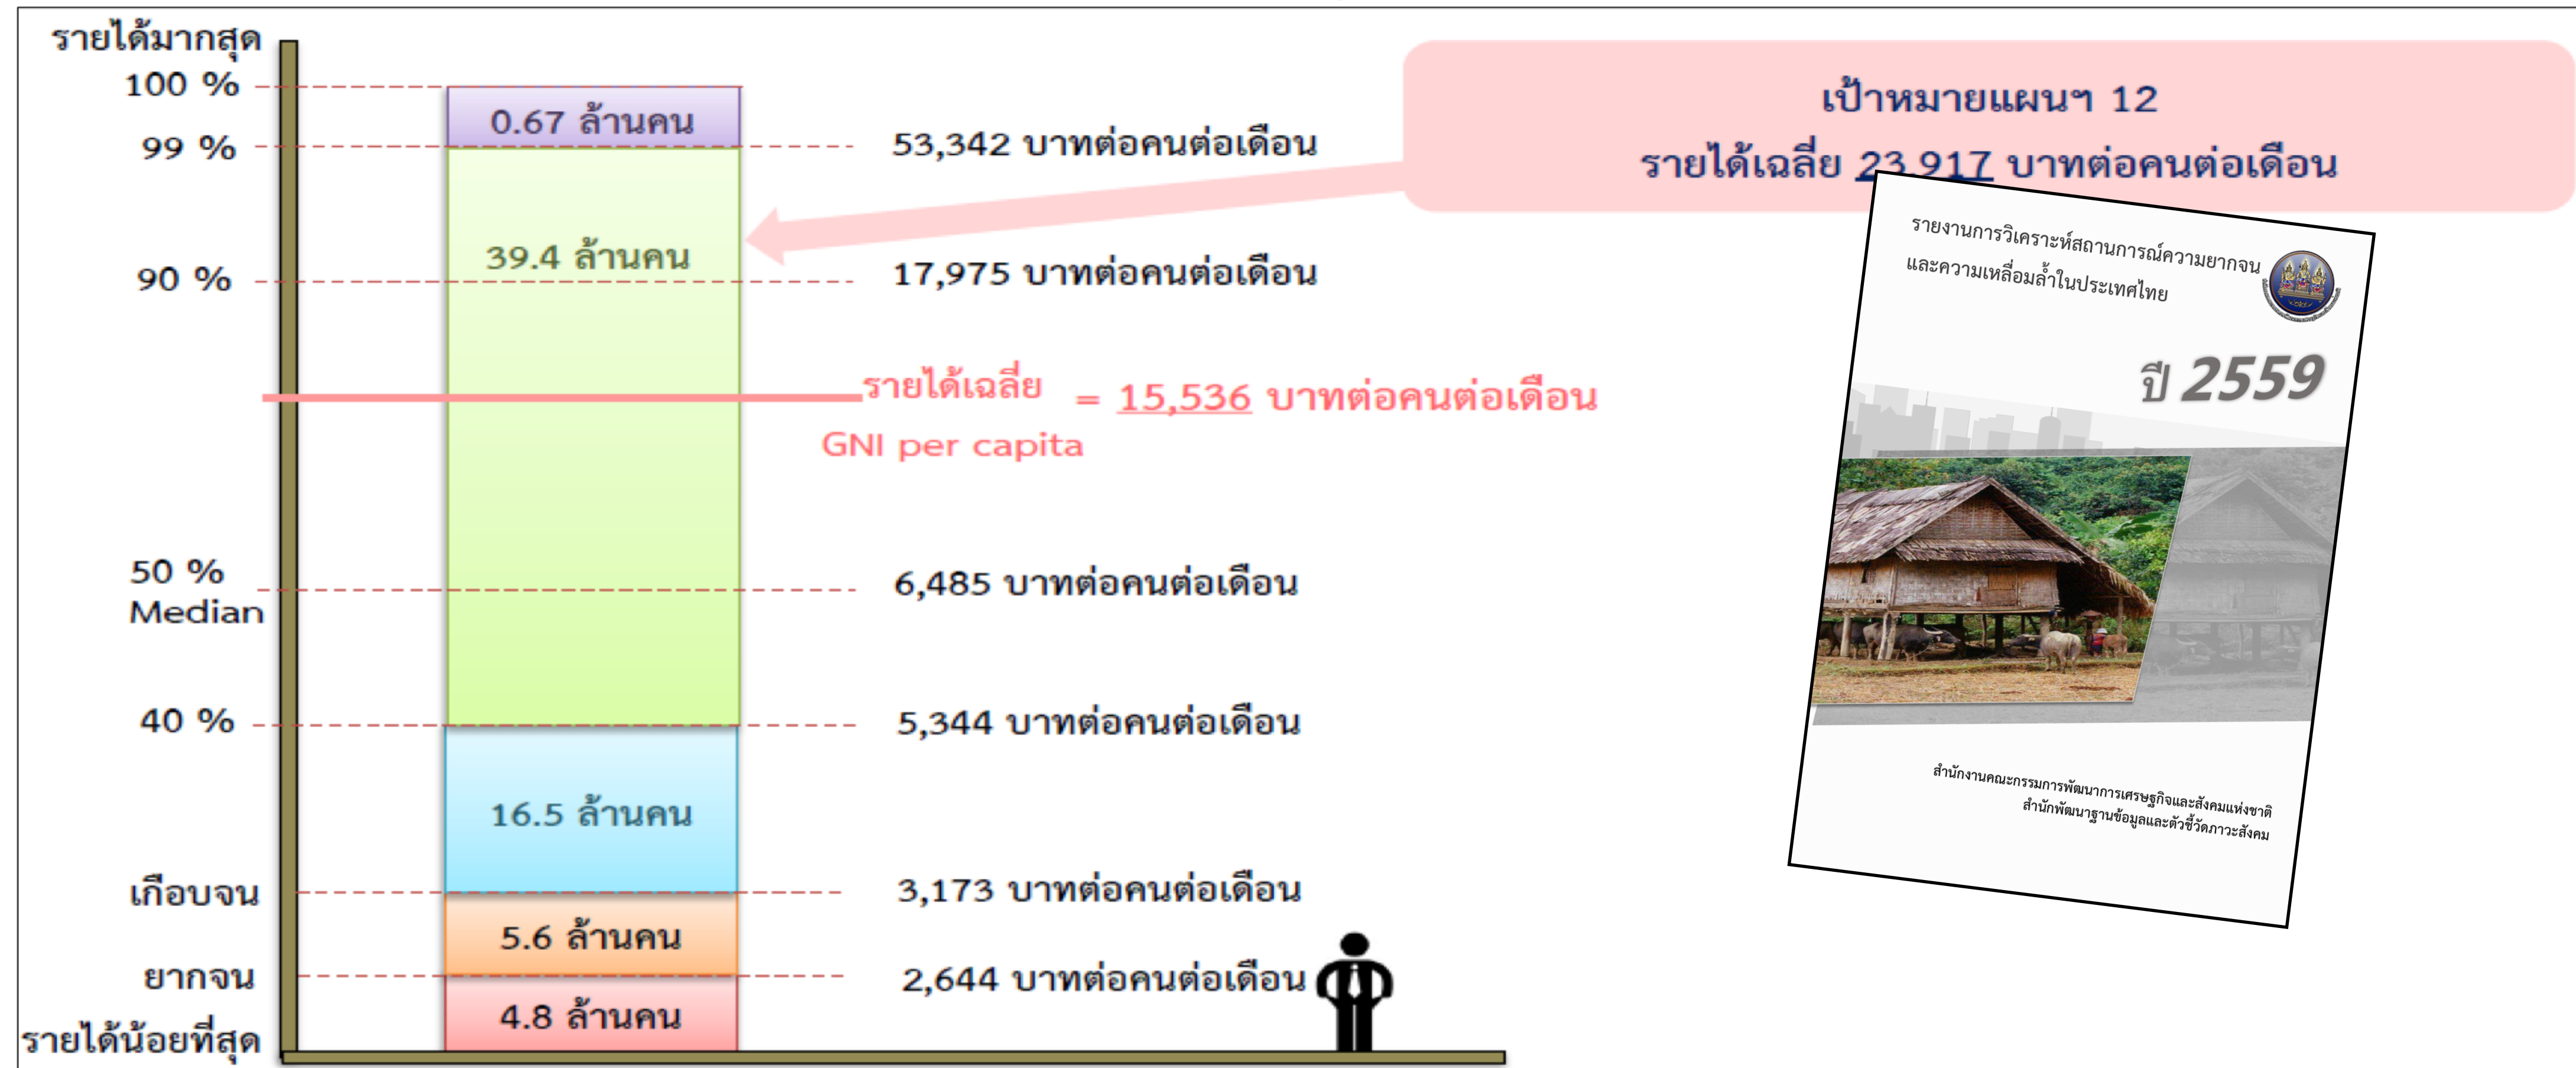 รายได้มากสุด
100 %
0.67 ล้านคน
99 %
53,342 บาทต่อคนต่อเดือน
เป้าหมายแผนฯ 12
รายได้เฉลี่ย 23,917 บาทต่อคนต่อเดือน
39.4 ล้านคน
90 %
17,975 บาทต่อคนต่อเดือน
รายได้เฉลี่ย = 15,536 บาทต่อคนต่อเดือน
GNI per capita
50 %
Median
6,485 บาทต่อคนต่อเดือน
40 %
5,344 บาทต่อคนต่อเดือน
16.5 ล้านคน
เกือบจน
3,173 บาทต่อคนต่อเดือน
5.6 ล้านคน
ยากจน
2,644 บาทต่อคนต่อเดือน
4.8 ล้านคน
รายได้น้อยที่สุด
รายงานการวิเคราะห์สถานการณ์ความยากจน
และความเหลื่อมล้ำในประเทศไทย
ปี 2559
สำนักงานคณะกรรมการพัฒนาการเศรษฐกิจและสังคมแห่งชาติ
สำนักพัฒนาฐานข้อมูลและตัวชี้วัดภาวะสังคม